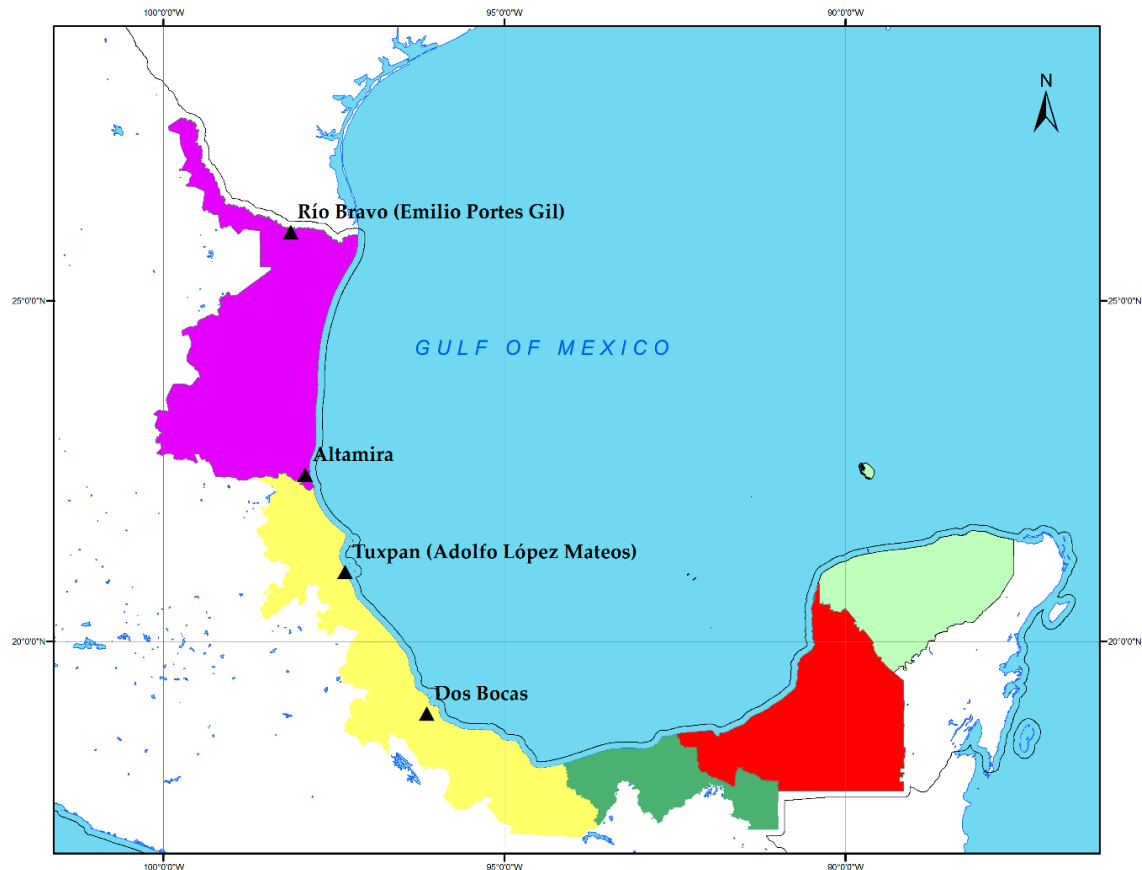 100°0'0"W
95°0'0"W
90°0'0"W
N
Río Bravo (Emilio Portes Gil)
25°0'0"N
25°0'0"N
GULF OF MEXICO
Altamira
Tuxpan (Adolfo López Mateos)
20°0'0"N
20°0'0"N
Dos Bocas
100°0'0"W
95°0'0"W
90°0'0"W